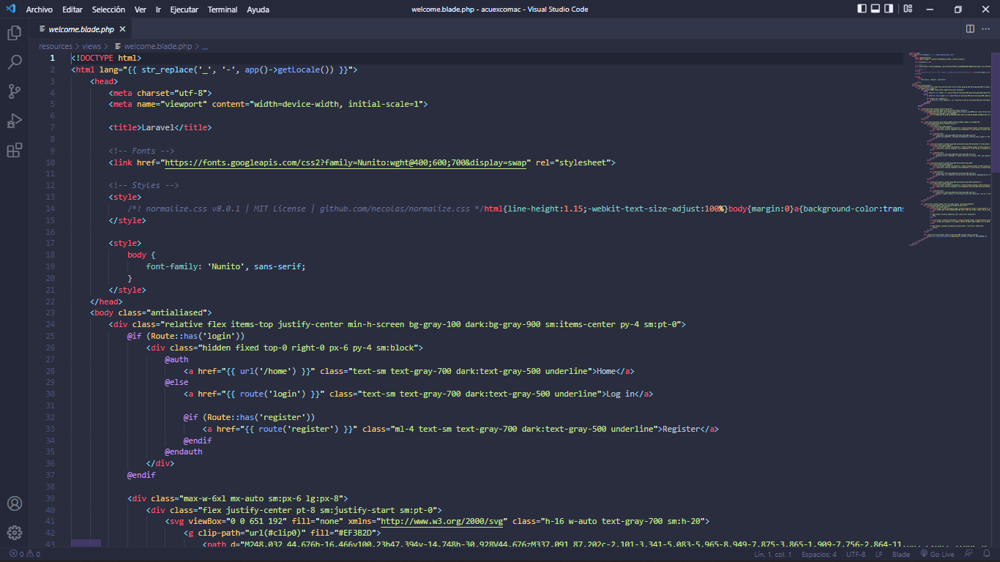 Archivo Editar Selección Ver Ir Ejecutar Terminal Ayuda welcome.blade.php - acuexcomac - Visual Studio Code
welcome.blade.php
resources > views > welcome.blade.php > ...
1 <!DOCTYPE html>
2 <html lang="{{ str_replace('_', '-', app()->getLocale()) }}">
3 <head>
4 <meta charset="utf-8">
5 <meta name="viewport" content="width=device-width, initial-scale=1">
6
7 <title>Laravel</title>
8
9 <!-- Fonts -->
10 <link href="https://fonts.googleapis.com/css2?family=Nunito:wght@400;600;700&display=swap" rel="stylesheet">
11
12 <!-- Styles -->
13 <style>
14 /*! normalize.css v8.0.1 | MIT License | github.com/necolas/normalize.css */html{line-height:1.15;-webkit-text-size-adjust:100%}body{margin:0}a{background-color:trans
15 </style>
16
17 <style>
18 body {
19 font-family: 'Nunito', sans-serif;
20 }
21 </style>
22 </head>
23 <body class="antialiased">
24 <div class="relative flex items-top justify-center min-h-screen bg-gray-100 dark:bg-gray-900 sm:items-center py-4 sm:pt-0">
25 @if (Route::has('login'))
26 <div class="hidden fixed top-0 right-0 px-6 py-4 sm:block">
27 @auth
28 <a href="{{ url('/home') }}" class="text-sm text-gray-700 dark:text-gray-500 underline">Home</a>
29 @else
30 <a href="{{ route('login') }}" class="text-sm text-gray-700 dark:text-gray-500 underline">Log in</a>
31
32 @if (Route::has('register'))
33 <a href="{{ route('register') }}" class="ml-4 text-sm text-gray-700 dark:text-gray-500 underline">Register</a>
34 @endif
35 @endauth
36 </div>
37 @endif
38
39 <div class="max-w-6xl mx-auto sm:px-6 lg:px-8">
40 <div class="flex justify-center pt-8 sm:justify-start sm:pt-0">
41 <svg viewBox="0 0 651 192" fill="none" xmlns="http://www.w3.org/2000/svg" class="h-16 w-auto text-gray-700 sm:h-20">
42 <g clip-path="url(#clip0)" fill="#EF3B2D">
43 <path d="M248.032 44.676h-16.466v100.23h47.394v-14.748h-30.928V44.676zM337.091 87.202c-2.101-3.341-5.083-5.965-8.949-7.875-3.865-1.909-7.756-2.864-11
0 0 Lín. 1, col. 1 Espacios: 4 UTF-8 LF Blade Go Live